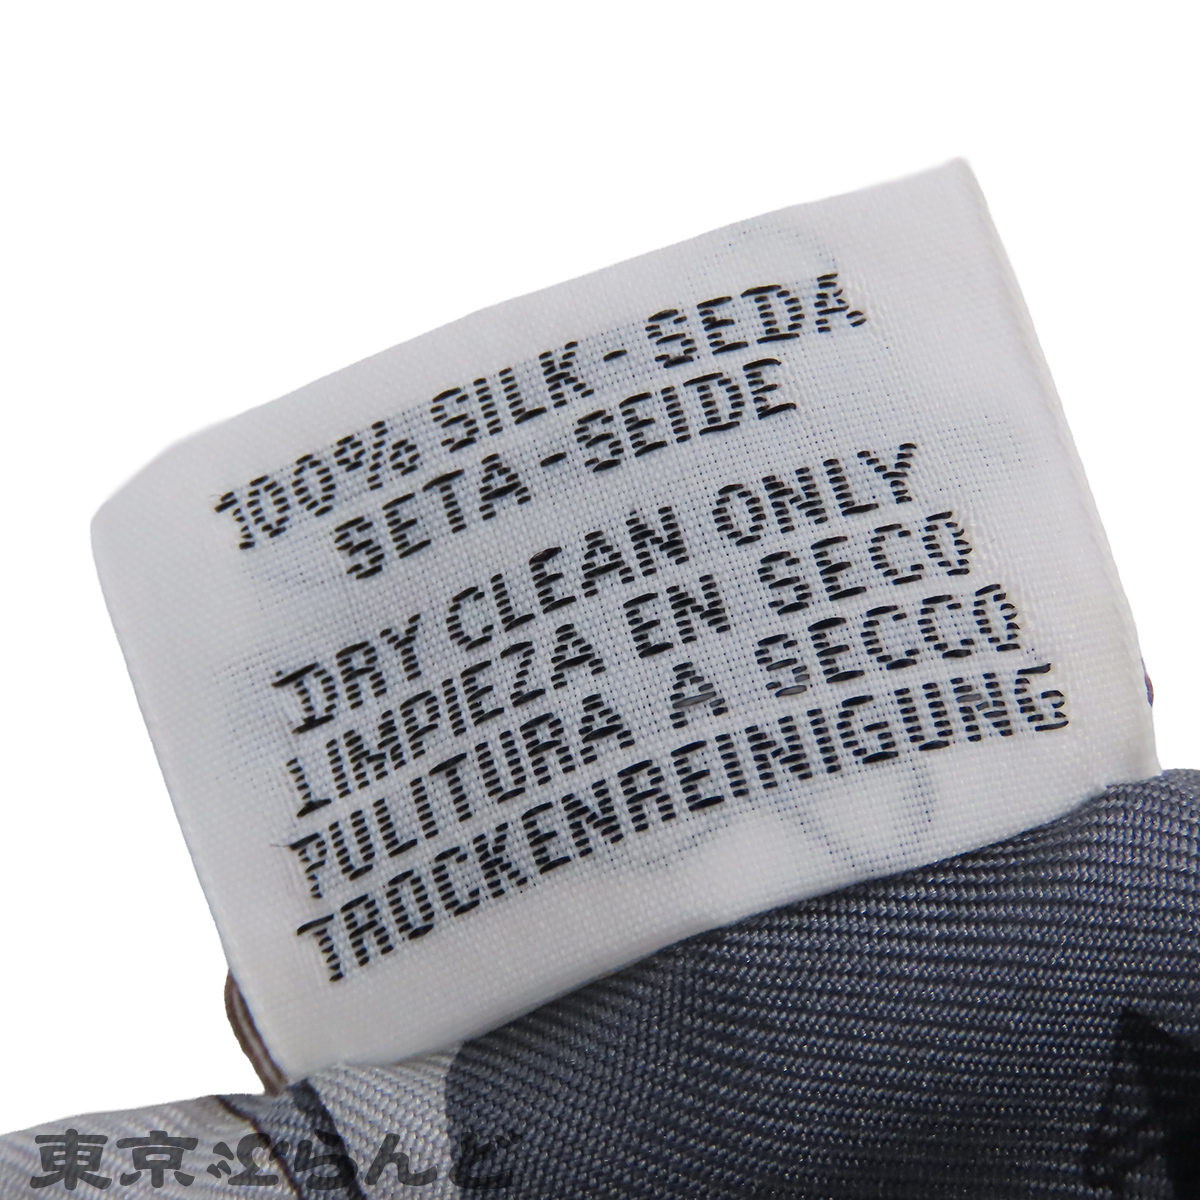 100% SILK - SEDA
SETA - SEIDE
DRY CLEAN ONLY
LIMPIEZA EN SECO
PULITURA A SECCO
TROCKENREINIGUNG
東京ぶらんど